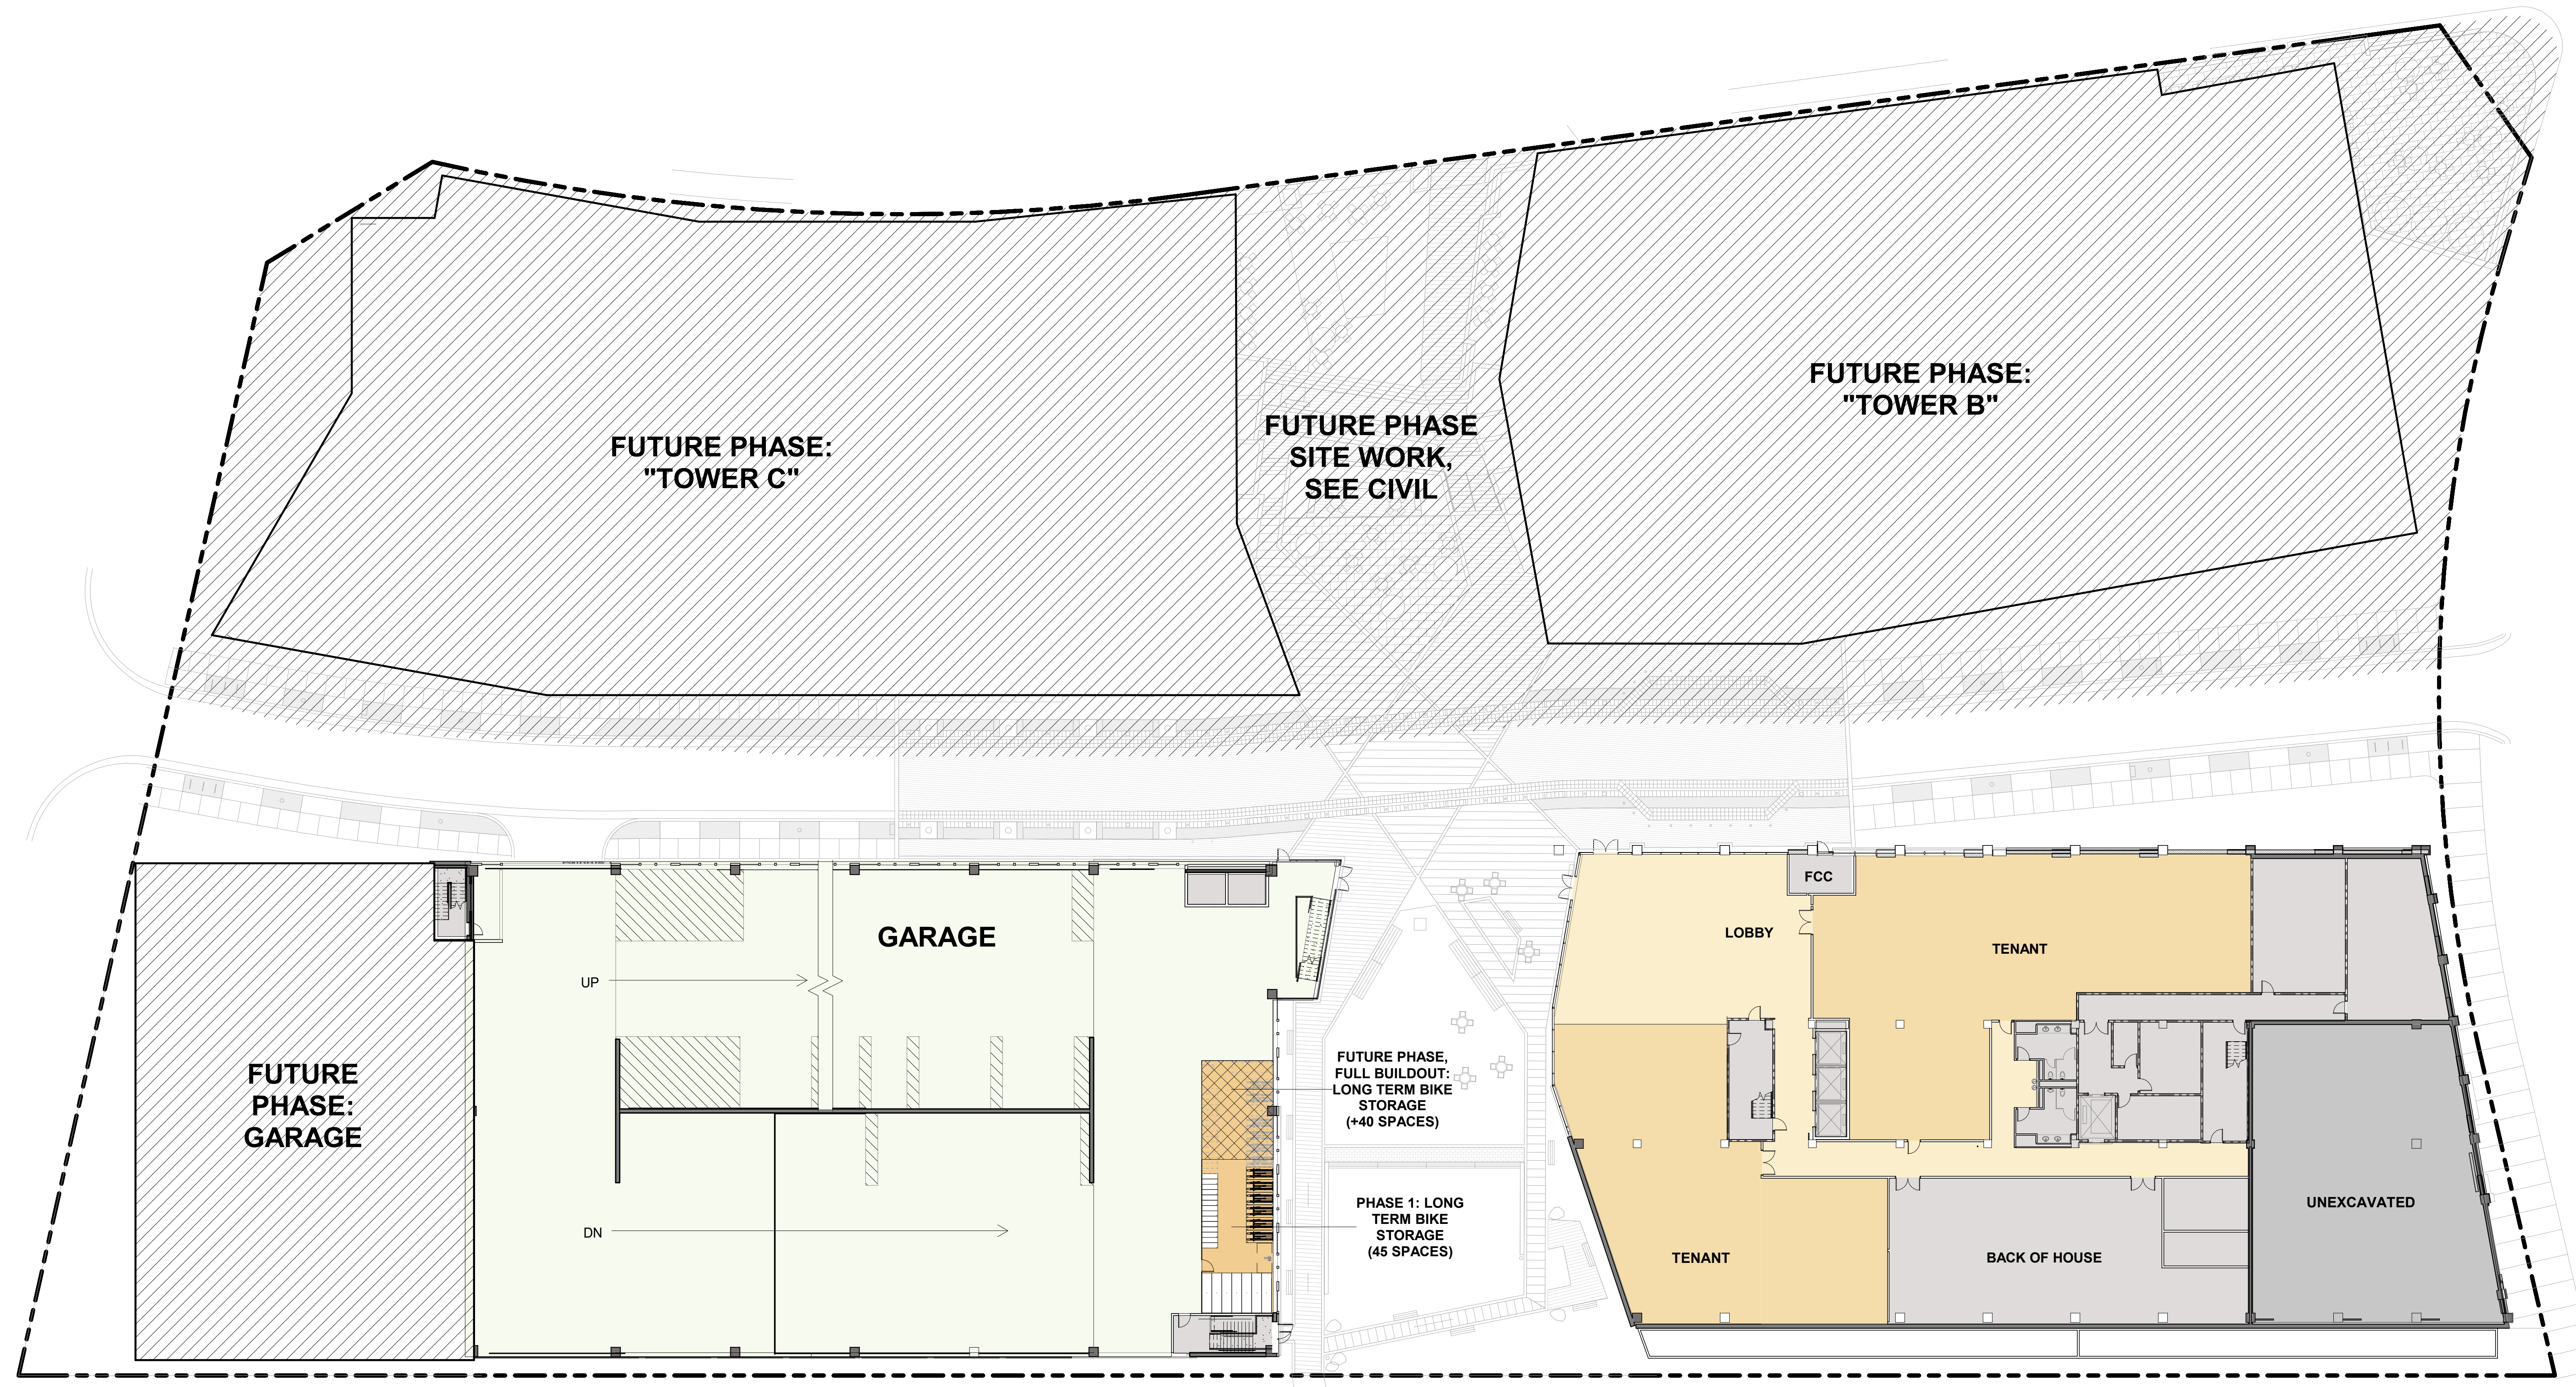 FUTURE PHASE:
"TOWER B"
FUTURE PHASE:
"TOWER C"
FUTURE PHASE
SITE WORK,
SEE CIVIL
FCC
LOBBY
TENANT
GARAGE
UP
FUTURE
PHASE:
GARAGE
FUTURE PHASE,
FULL BUILDOUT:
LONG TERM BIKE
STORAGE
(+40 SPACES)
PHASE 1: LONG
TERM BIKE
STORAGE
(45 SPACES)
DN
TENANT
BACK OF HOUSE
UNEXCAVATED